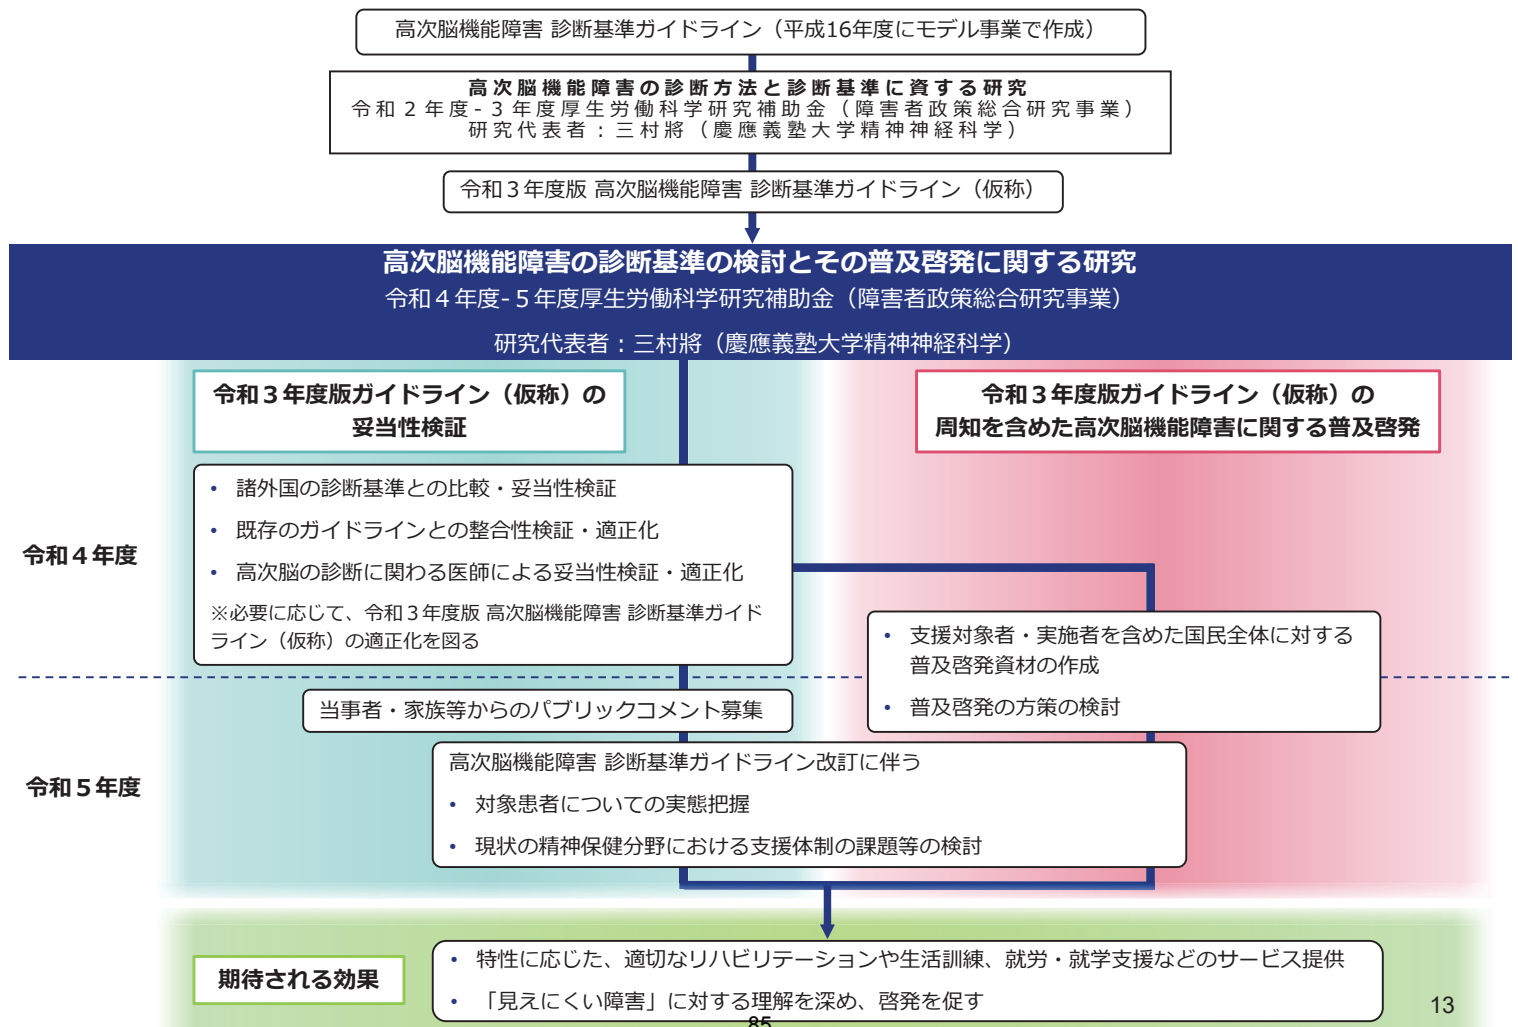 高次脳機能障害 診断基準ガイドライン（平成16年度にモデル事業で作成）
高次脳機能障害の診断方法と診断基準に資する研究
令和２年度-３年度厚生労働科学研究補助金（障害者政策総合研究事業）
研究代表者：三村將（慶應義塾大学精神神経科学）
令和３年度版 高次脳機能障害 診断基準ガイドライン（仮称）
高次脳機能障害の診断基準の検討とその普及啓発に関する研究
令和４年度-５年度厚生労働科学研究補助金（障害者政策総合研究事業）
研究代表者：三村將（慶應義塾大学精神神経科学）
令和３年度版ガイドライン（仮称）の
妥当性検証
令和３年度版ガイドライン（仮称）の
周知を含めた高次脳機能障害に関する普及啓発
令和４年度
• 諸外国の診断基準との比較・妥当性検証
• 既存のガイドラインとの整合性検証・適正化
• 高次脳の診断に関わる医師による妥当性検証・適正化
※必要に応じて、令和３年度版 高次脳機能障害 診断基準ガイド
ライン（仮称）の適正化を図る
• 支援対象者・実施者を含めた国民全体に対する
普及啓発資材の作成
• 普及啓発の方策の検討
令和５年度
当事者・家族等からのパブリックコメント募集
高次脳機能障害 診断基準ガイドライン改訂に伴う
• 対象患者についての実態把握
• 現状の精神保健分野における支援体制の課題等の検討
期待される効果
• 特性に応じた、適切なリハビリテーションや生活訓練、就労・就学支援などのサービス提供
• 「見えにくい障害」に対する理解を深め、啓発を促す
13
85